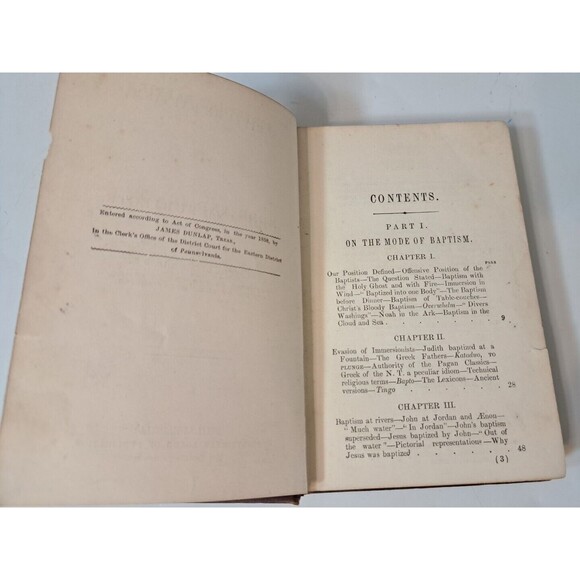 Entered according to Act of Congress, in the year 1858, by
JAMES DUNLAP, TREAS.,
In the Clerk's Office of the District Court for the Eastern District
of Pennsylvania.
CONTENTS.
PART I.
ON THE MODE OF BAPTISM.
CHAPTER I.
PAGE
Our Position Defined—Offensive Position of the
Baptists—The Question Stated—Baptism with
the Holy Ghost and with Fire—Immersion in
Wind—"Baptized into one Body"—The Baptism
before Dinner—Baptism of Table-couches—
Christ's Bloody Baptism—Overwhelm—"Divers
Washings"—Noah in the Ark—Baptism in the
Cloud and Sea . . . . . . . 9
CHAPTER II.
Evasion of Immersionists—Judith baptized at a
Fountain—The Greek Fathers—Kataduo, TO
PLUNGE—Authority of the Pagan Classics—
Greek of the N. T. a peculiar idiom—Technical
religious terms—Bapto—The Lexicons—Ancient
versions—Tingo . . . . . . . 28
CHAPTER III.
Baptism at rivers—John at Jordan and Ænon—
"Much water"—"In Jordan"—John's baptism
superseded—Jesus baptized by John—"Out of
the water"—Pictorial representations—Why
Jesus was baptized . . . . . . 48
(3)